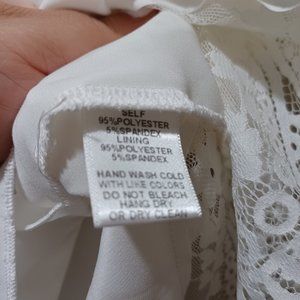 SELF
95%POLYESTER
5%SPANDEX
LINING
95%POLYESTER
5%SPANDEX
HAND WASH COLD
WITH LIKE COLORS
DO NOT BLEACH
HANG DRY
OR DRY CLEAN